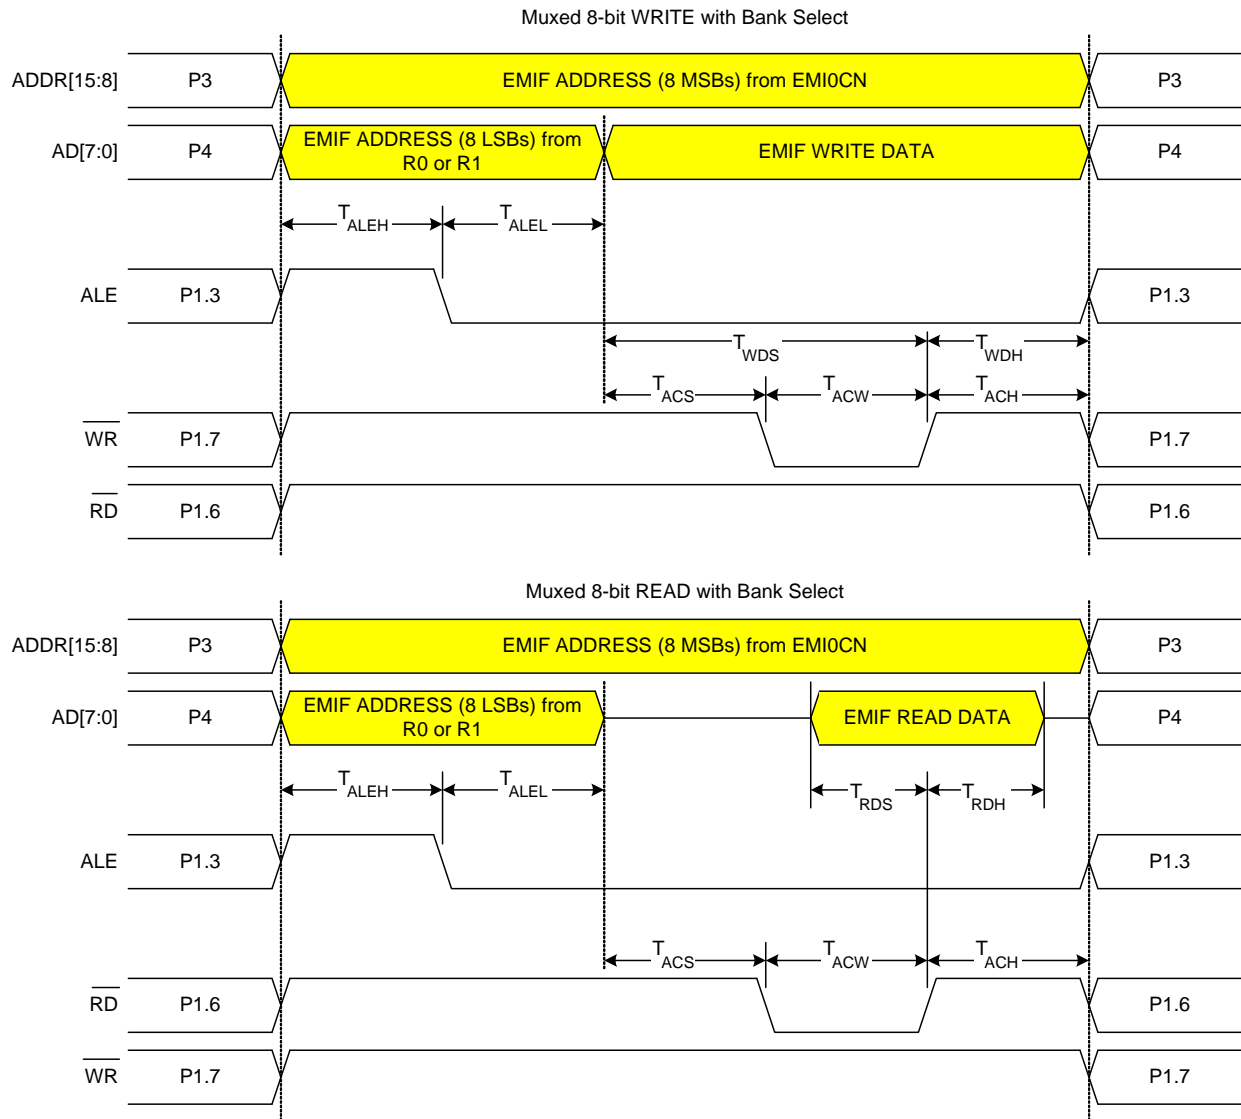 Muxed 8-bit WRITE with Bank Select
ADDR[15:8] P3 EMIF ADDRESS (8 MSBs) from EMI0CN P3
AD[7:0] P4 EMIF ADDRESS (8 LSBs) from
R0 or R1 EMIF WRITE DATA P4
TALEH TALEL
ALE P1.3 P1.3
TWDS TWDH
TACS TACW TACH
WR P1.7 P1.7
RD P1.6 P1.6
Muxed 8-bit READ with Bank Select
ADDR[15:8] P3 EMIF ADDRESS (8 MSBs) from EMI0CN P3
AD[7:0] P4 EMIF ADDRESS (8 LSBs) from
R0 or R1 EMIF READ DATA P4
TALEH TALEL TRDS TRDH
ALE P1.3 P1.3
TACS TACW TACH
RD P1.6 P1.6
WR P1.7 P1.7